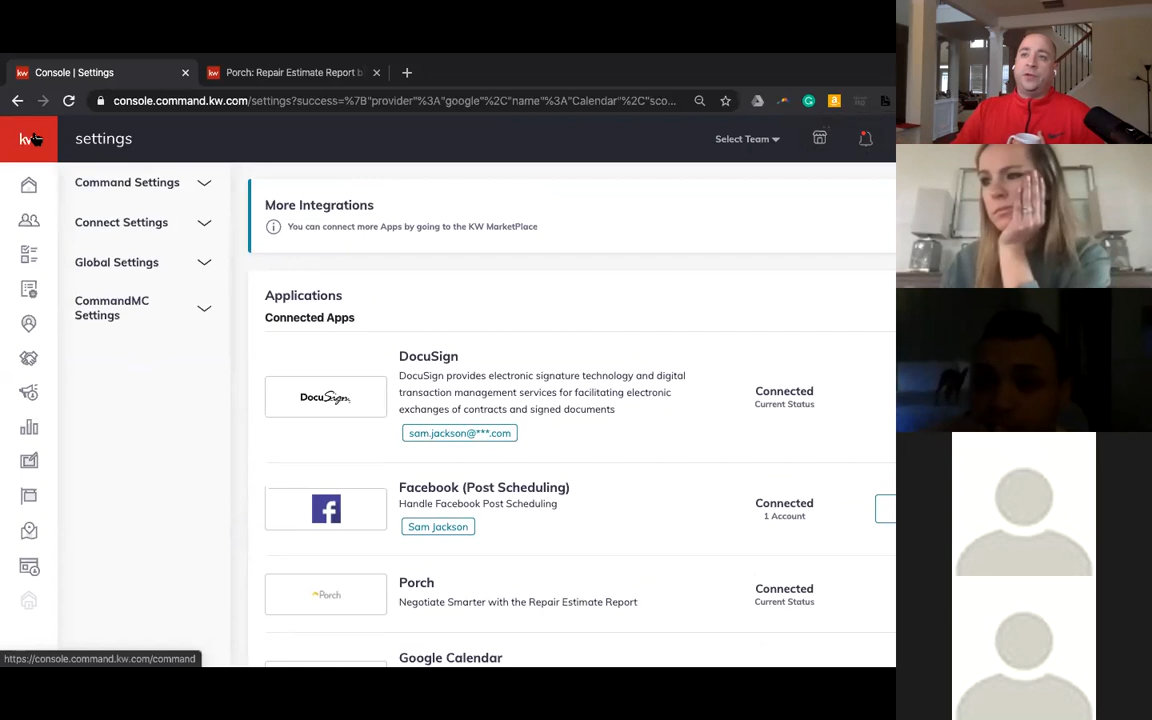 Console | Settings
Porch: Repair Estimate Report b
console.command.kw.com/settings?success=%7B"provider"%3A"google"%2C"name"%3A"Calendar"%2C"sco...
kw
settings
Select Team
Command Settings
Connect Settings
Global Settings
CommandMC
Settings
More Integrations
You can connect more Apps by going to the KW MarketPlace
Applications
Connected Apps
DocuSign
DocuSign
DocuSign provides electronic signature technology and digital
transaction management services for facilitating electronic
exchanges of contracts and signed documents
sam.jackson@***.com
Connected
Current Status
Facebook (Post Scheduling)
Handle Facebook Post Scheduling
Sam Jackson
Connected
1 Account
Porch
Porch
Negotiate Smarter with the Repair Estimate Report
Connected
Current Status
Google Calendar
https://console.command.kw.com/command